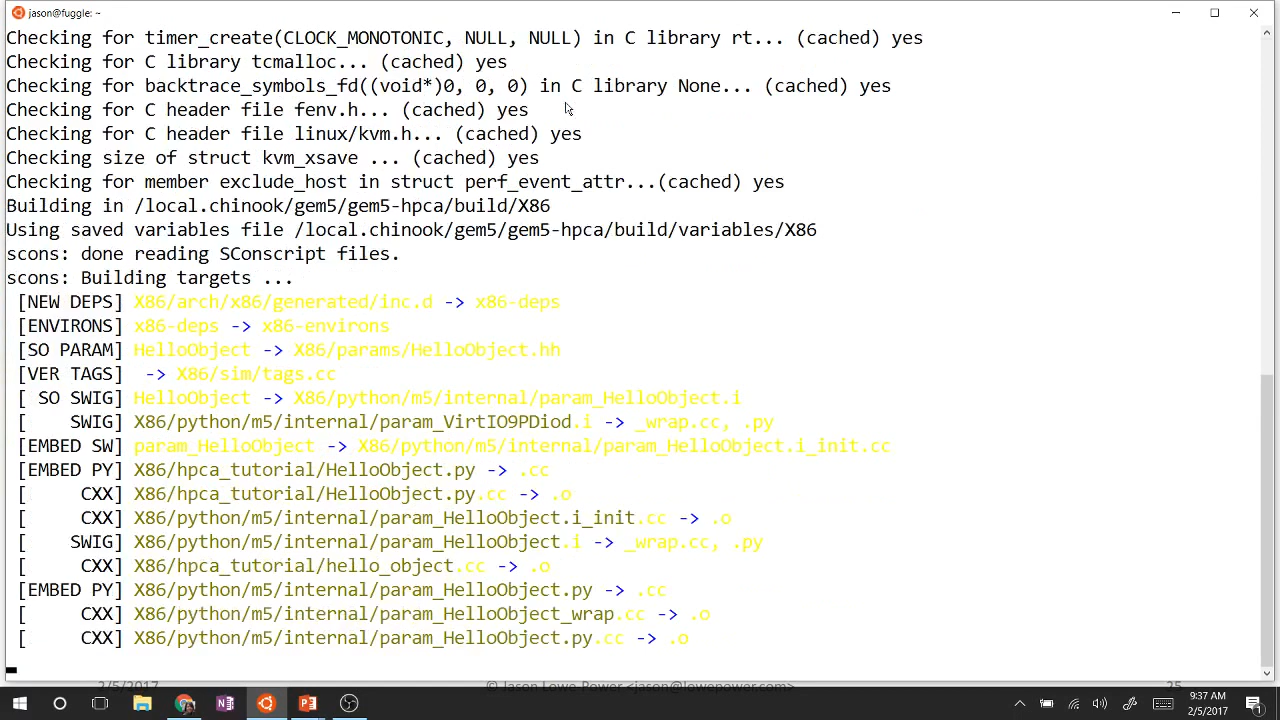 jason@fuggle: ~
Checking for timer_create(CLOCK_MONOTONIC, NULL, NULL) in C library rt... (cached) yes
Checking for C library tcmalloc... (cached) yes
Checking for backtrace_symbols_fd((void*)0, 0, 0) in C library None... (cached) yes
Checking for C header file fenv.h... (cached) yes
Checking for C header file linux/kvm.h... (cached) yes
Checking size of struct kvm_xsave ... (cached) yes
Checking for member exclude_host in struct perf_event_attr...(cached) yes
Building in /local.chinook/gem5/gem5-hpca/build/X86
Using saved variables file /local.chinook/gem5/gem5-hpca/build/variables/X86
scons: done reading SConscript files.
scons: Building targets ...
[NEW DEPS] X86/arch/x86/generated/inc.d -> x86-deps
[ENVIRONS] x86-deps -> x86-environs
[SO PARAM] HelloObject -> X86/params/HelloObject.hh
[VER TAGS]  -> X86/sim/tags.cc
[ SO SWIG] HelloObject -> X86/python/m5/internal/param_HelloObject.i
[    SWIG] X86/python/m5/internal/param_VirtIO9PDiod.i -> _wrap.cc, .py
[EMBED SW] param_HelloObject -> X86/python/m5/internal/param_HelloObject.i_init.cc
[EMBED PY] X86/hpca_tutorial/HelloObject.py -> .cc
[     CXX] X86/hpca_tutorial/HelloObject.py.cc -> .o
[     CXX] X86/python/m5/internal/param_HelloObject.i_init.cc -> .o
[    SWIG] X86/python/m5/internal/param_HelloObject.i -> _wrap.cc, .py
[     CXX] X86/hpca_tutorial/hello_object.cc -> .o
[EMBED PY] X86/python/m5/internal/param_HelloObject.py -> .cc
[     CXX] X86/python/m5/internal/param_HelloObject_wrap.cc -> .o
[     CXX] X86/python/m5/internal/param_HelloObject.py.cc -> .o
2/5/2017 © Jason Lowe-Power <jason@lowepower.com> 25
9:37 AM
2/5/2017